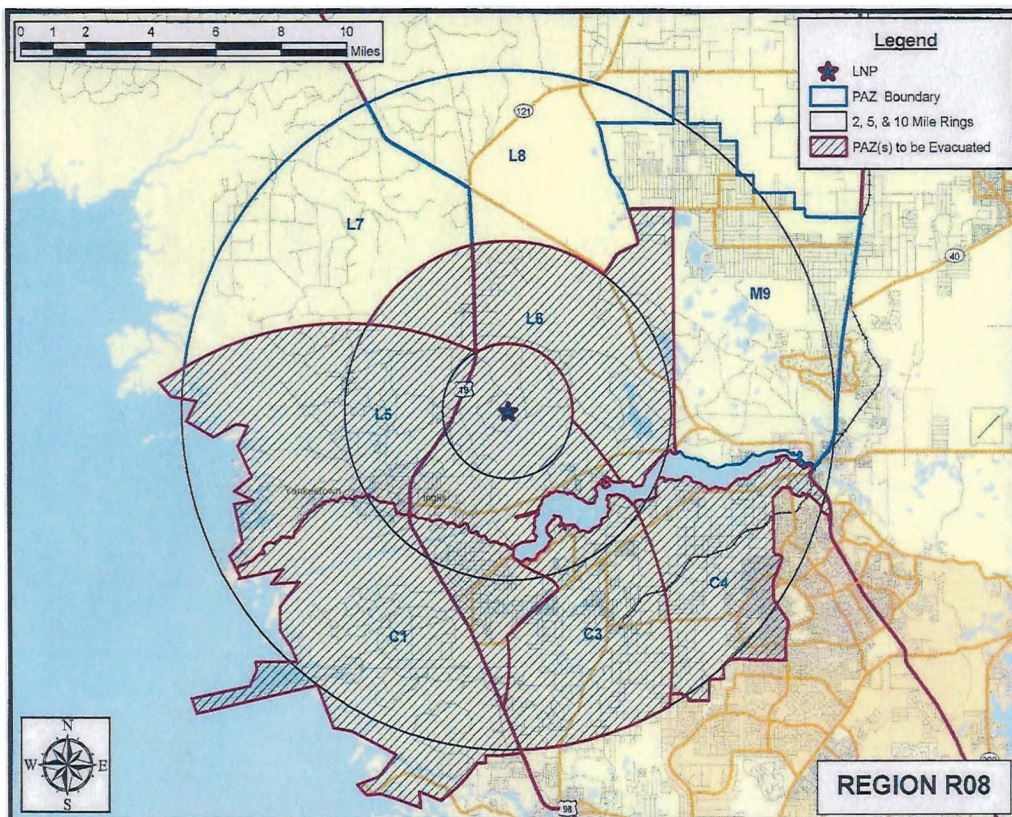 0 1 2 4 6 8 10
Miles
Legend
LNP
PAZ Boundary
2, 5, & 10 Mile Rings
PAZ(s) to be Evacuated
121
L8
L7
40
M9
L6
19
L5
Yankeetown
Inglis
C4
C1
C3
N
W E
S
98
REGION R08